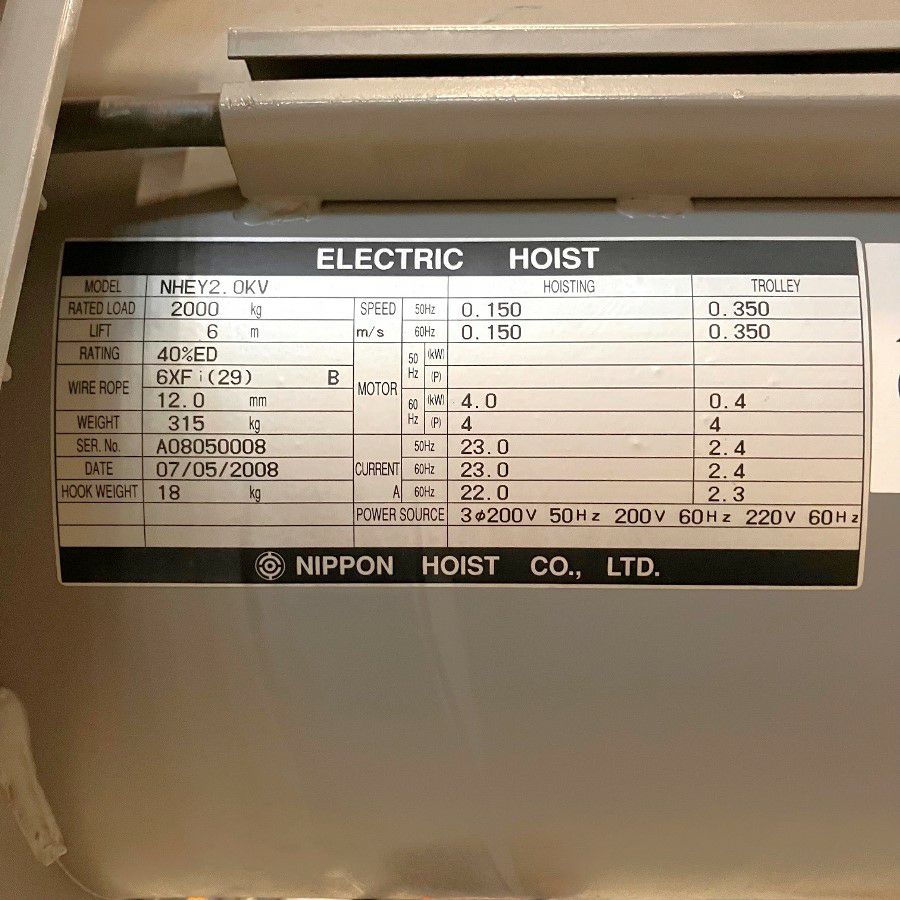 ELECTRIC HOIST
MODEL NHEY2.0KV HOISTING TROLLEY
RATED LOAD 2000 kg SPEED 50Hz 0.150 0.350
LIFT 6 m m/s 60Hz 0.150 0.350
RATING 40%ED MOTOR 50 Hz (kW)
WIRE ROPE 6XFi(29) B (P)
12.0 mm 60 Hz (kW) 4.0 0.4
WEIGHT 315 kg (P) 4 4
SER. No. A08050008 CURRENT A 50Hz 23.0 2.4
DATE 07/05/2008 60Hz 23.0 2.4
HOOK WEIGHT 18 kg 60Hz 22.0 2.3
POWER SOURCE 3φ200V 50Hz 200V 60Hz 220V 60Hz
NIPPON HOIST CO., LTD.